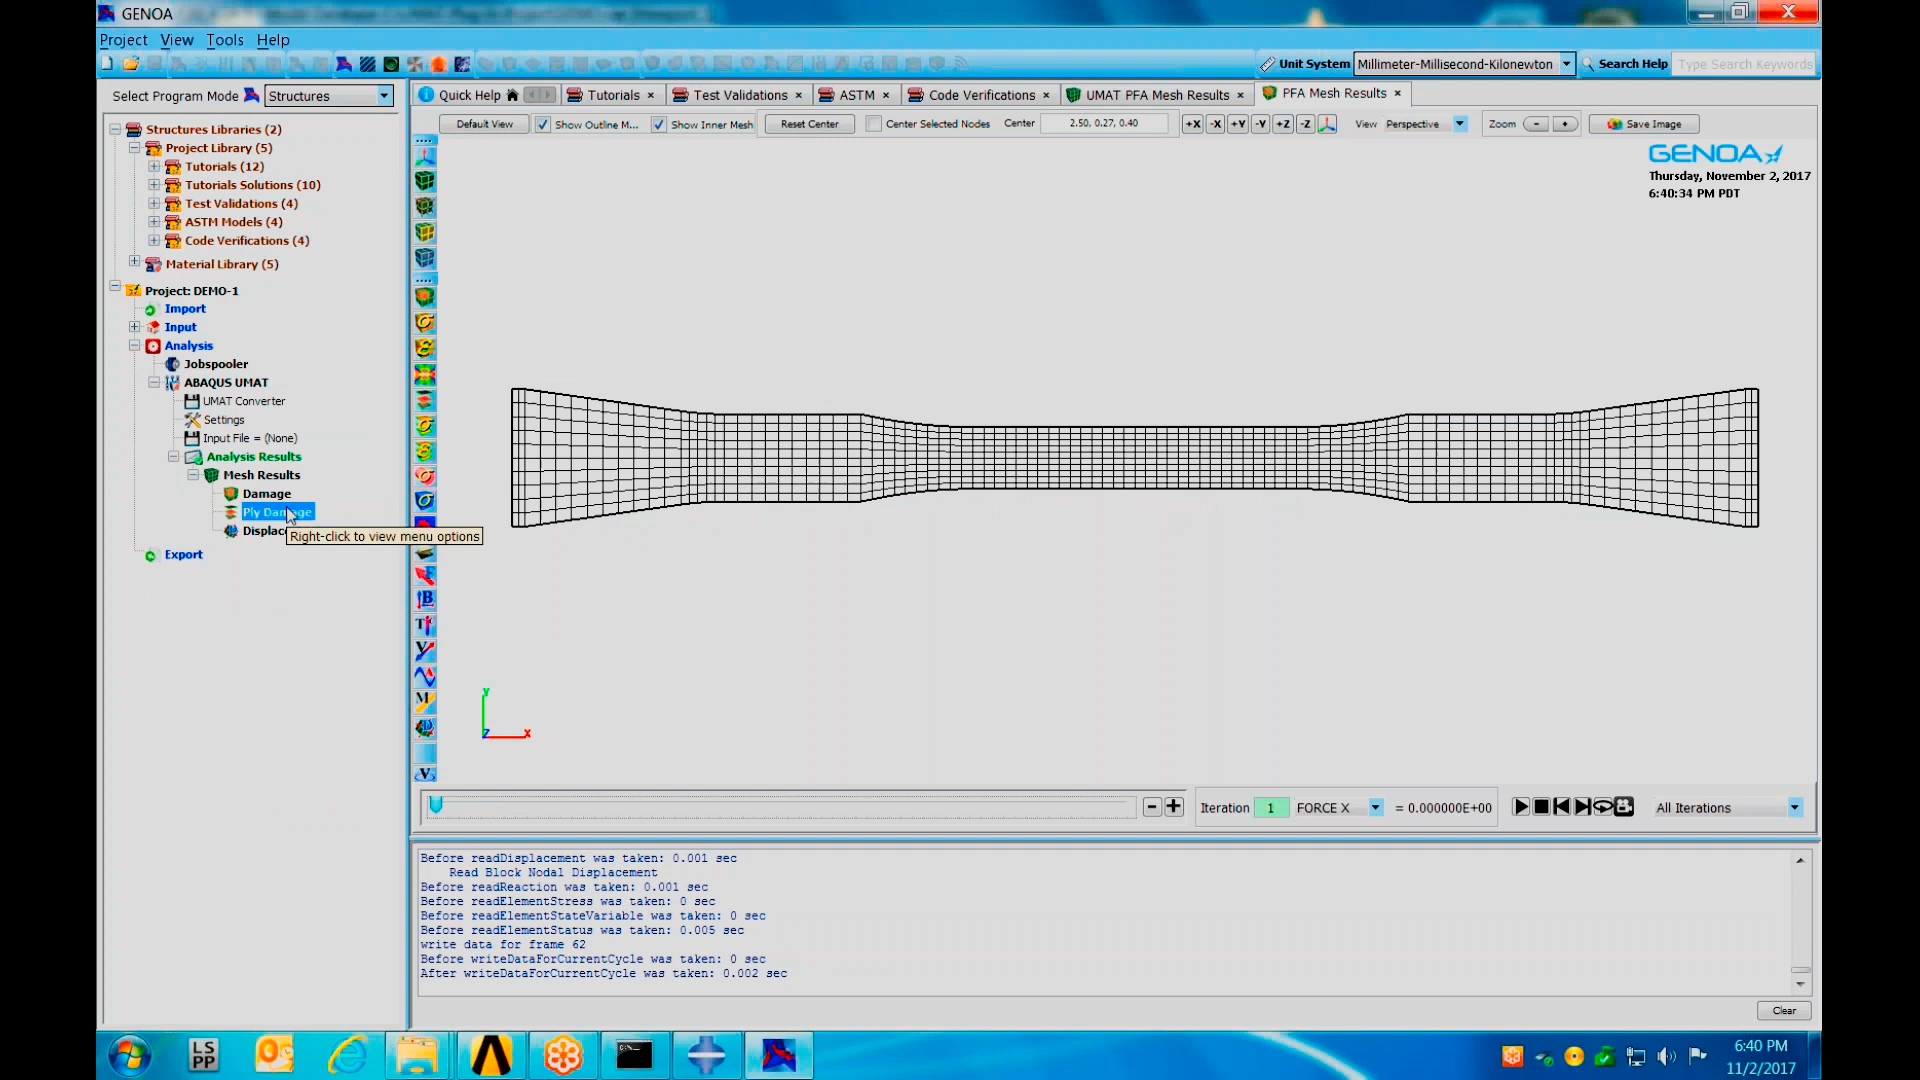 GENOA
Project View Tools Help
Unit System Millimeter-Millisecond-Kilonewton Search Help Type Search Keywords
Select Program Mode Structures
Quick Help Tutorials × Test Validations × ASTM × Code Verifications × UMAT PFA Mesh Results × PFA Mesh Results ×
Default View Show Outline M... Show Inner Mesh Reset Center Center Selected Nodes Center 2.50, 0.27, 0.40 +X -X +Y -Y +Z -Z View Perspective Zoom - + Save Image
Structures Libraries (2)
Project Library (5)
Tutorials (12)
Tutorials Solutions (10)
Test Validations (4)
ASTM Models (4)
Code Verifications (4)
Material Library (5)
Project: DEMO-1
Import
Input
Analysis
Jobspooler
ABAQUS UMAT
UMAT Converter
Settings
Input File = (None)
Analysis Results
Mesh Results
Damage
Ply Damage
Displac
Right-click to view menu options
Export
GENOA
Thursday, November 2, 2017
6:40:34 PM PDT
y
z x
Iteration 1 FORCE X = 0.000000E+00 All Iterations
Before readDisplacement was taken: 0.001 sec
Read Block Nodal Displacement
Before readReaction was taken: 0.001 sec
Before readElementStress was taken: 0 sec
Before readElementStateVariable was taken: 0 sec
Before readElementStatus was taken: 0.005 sec
write data for frame 62
Before writeDataForCurrentCycle was taken: 0 sec
After writeDataForCurrentCycle was taken: 0.002 sec
Clear
LS
PP
6:40 PM
11/2/2017